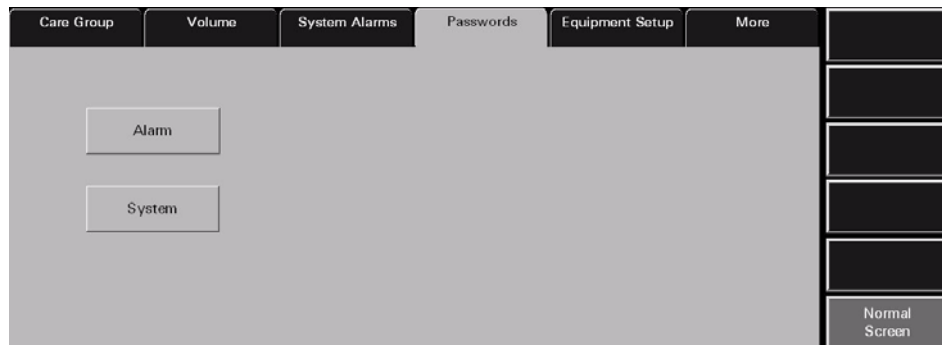 Care Group Volume System Alarms Passwords Equipment Setup More
Alarm
System
Normal
Screen